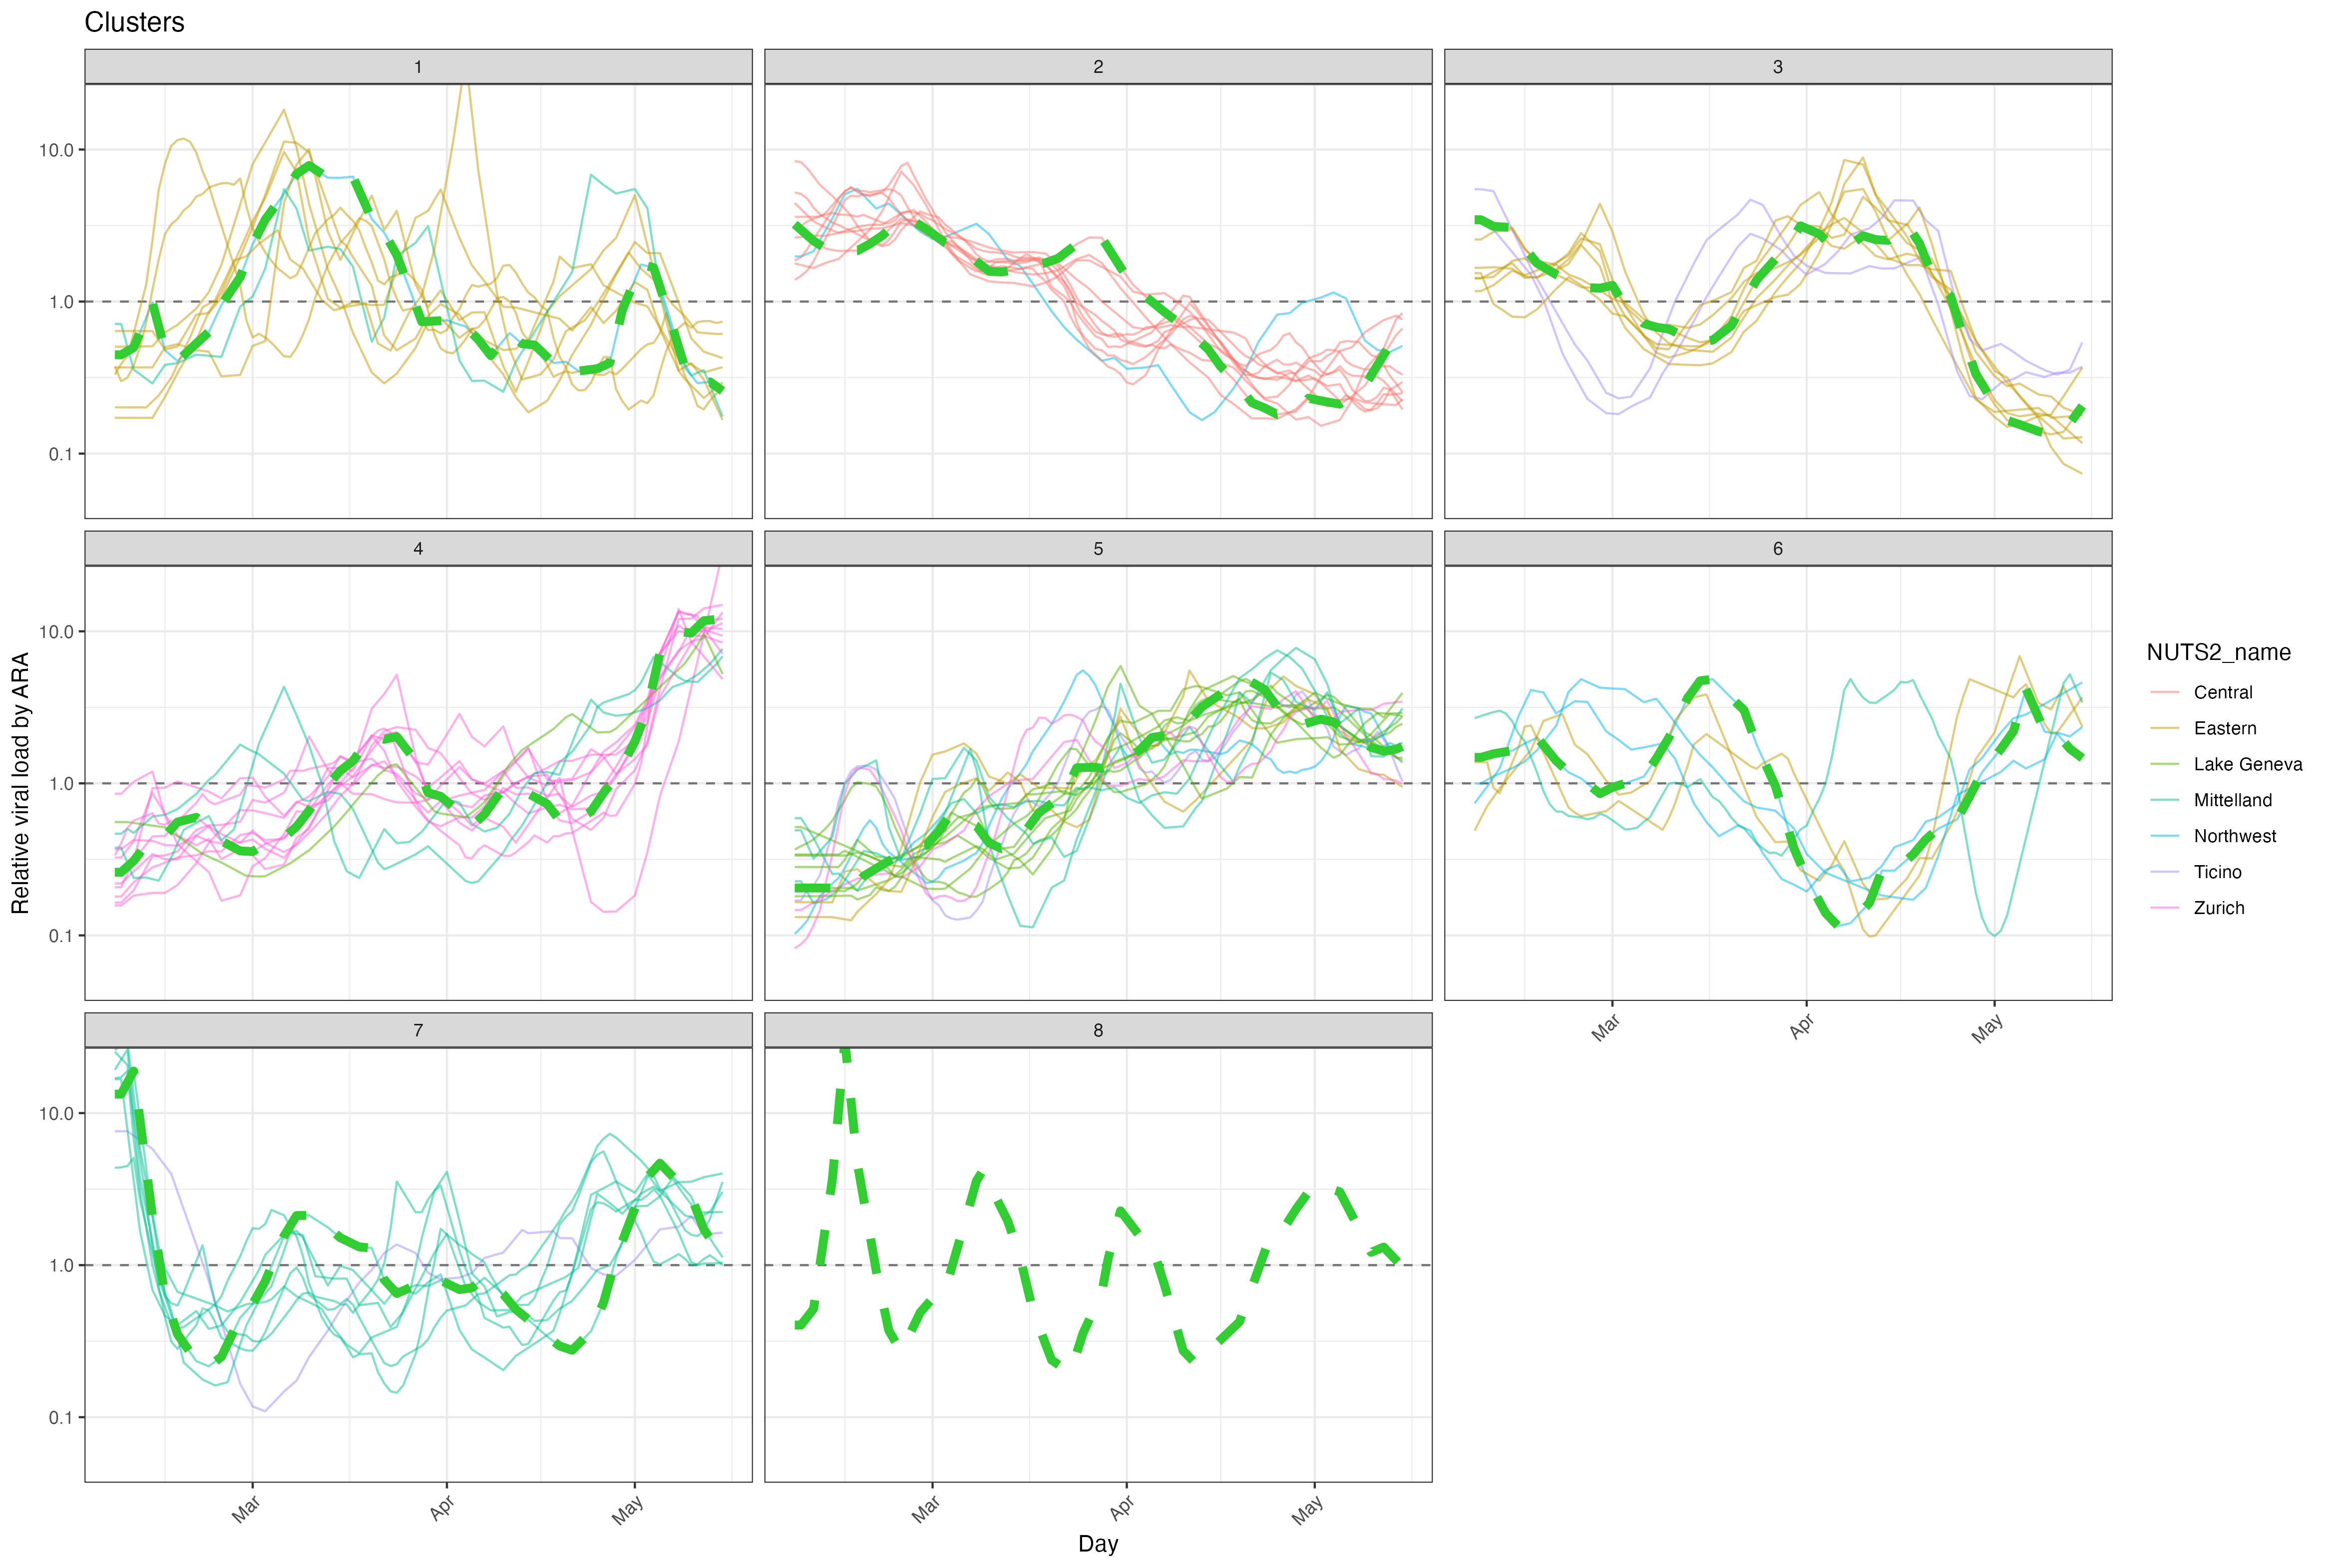 Clusters
1
2
3
10.0
1.0
0.1
4
5
6
10.0
1.0
0.1
Mar
Apr
May
7
8
10.0
1.0
0.1
Mar
Apr
May
Mar
Apr
May
Day
Relative viral load by ARA
NUTS2_name
Central
Eastern
Lake Geneva
Mittelland
Northwest
Ticino
Zurich